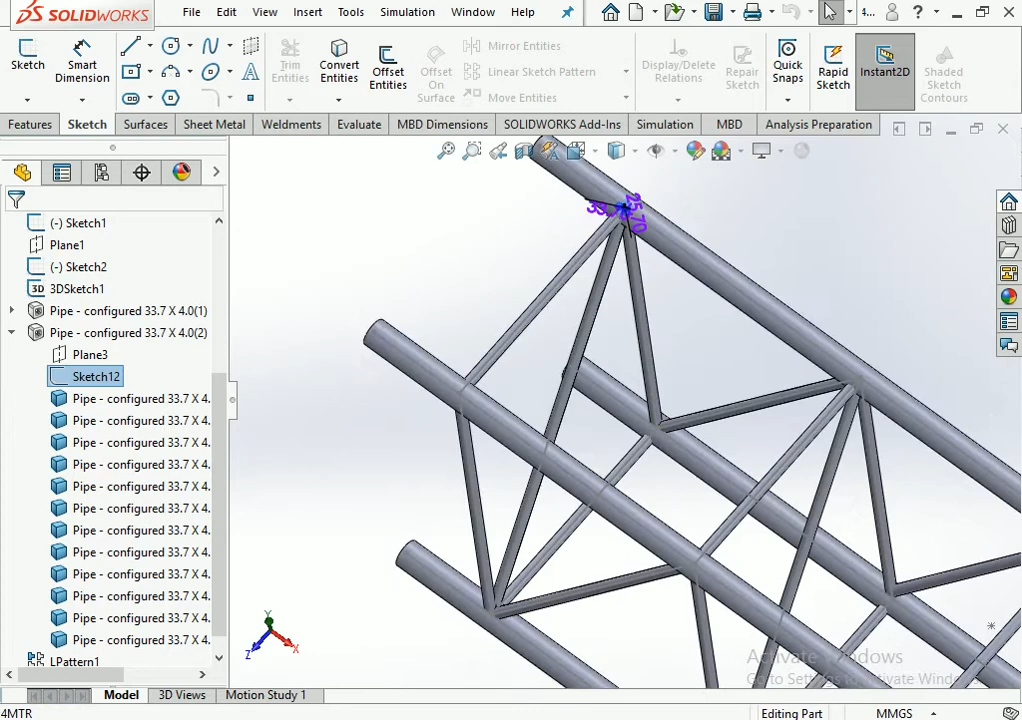 SOLIDWORKS File Edit View Insert Tools Simulation Window Help 4... ?
Sketch Smart Dimension Trim Entities Convert Entities Offset Entities Offset On Surface Mirror Entities Linear Sketch Pattern Move Entities Display/Delete Relations Repair Sketch Quick Snaps Rapid Sketch Instant2D Shaded Sketch Contours
Features Sketch Surfaces Sheet Metal Weldments Evaluate MBD Dimensions SOLIDWORKS Add-Ins Simulation MBD Analysis Preparation
(-) Sketch1
Plane1
(-) Sketch2
3D 3DSketch1
Pipe - configured 33.7 X 4.0(1)
Pipe - configured 33.7 X 4.0(2)
Plane3
Sketch12
Pipe - configured 33.7 X 4.
Pipe - configured 33.7 X 4.
Pipe - configured 33.7 X 4.
Pipe - configured 33.7 X 4.
Pipe - configured 33.7 X 4.
Pipe - configured 33.7 X 4.
Pipe - configured 33.7 X 4.
Pipe - configured 33.7 X 4.
Pipe - configured 33.7 X 4.
Pipe - configured 33.7 X 4.
Pipe - configured 33.7 X 4.
Pipe - configured 33.7 X 4.
LPattern1
25.70
Y
X
Z
Activate Windows
Go to Settings to Activate Windows
Model 3D Views Motion Study 1
4MTR Editing Part MMGS